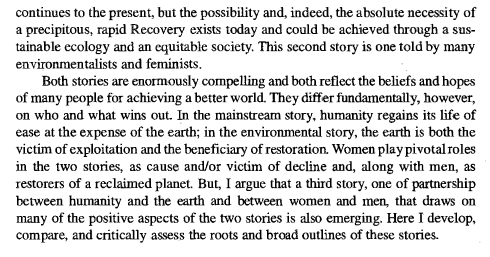 continues to the present, but the possibility and, indeed, the absolute necessity of
a precipitous, rapid Recovery exists today and could be achieved through a sus-
tainable ecology and an equitable society. This second story is one told by many
environmentalists and feminists.
Both stories are enormously compelling and both reflect the beliefs and hopes
of many people for achieving a better world. They differ fundamentally, however,
on who and what wins out. In the mainstream story, humanity regains its life of
ease at the expense of the earth; in the environmental story, the earth is both the
victim of exploitation and the beneficiary of restoration. Women play pivotal roles
in the two stories, as cause and/or victim of decline and, along with men, as
restorers of a reclaimed planet. But, I argue that a third story, one of partnership
between humanity and the earth and between women and men, that draws on
many of the positive aspects of the two stories is also emerging. Here I develop,
compare, and critically assess the roots and broad outlines of these stories.